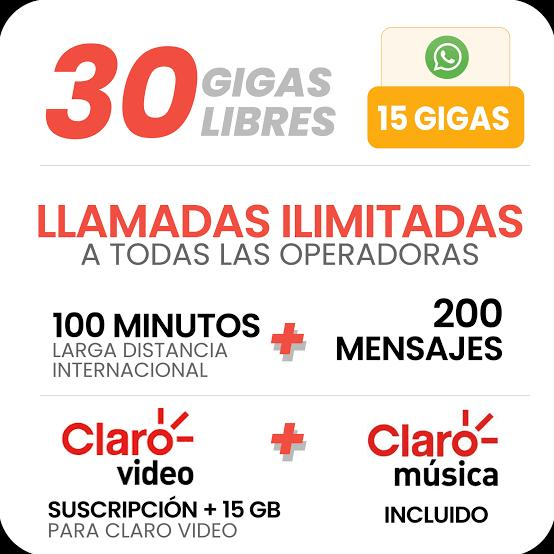 30 GIGAS
LIBRES
15 GIGAS
LLAMADAS ILIMITADAS
A TODAS LAS OPERADORAS
100 MINUTOS
LARGA DISTANCIA
INTERNACIONAL
+
200
MENSAJES
Claro
video
SUSCRIPCIÓN + 15 GB
PARA CLARO VIDEO
+
Claro
música
INCLUIDO